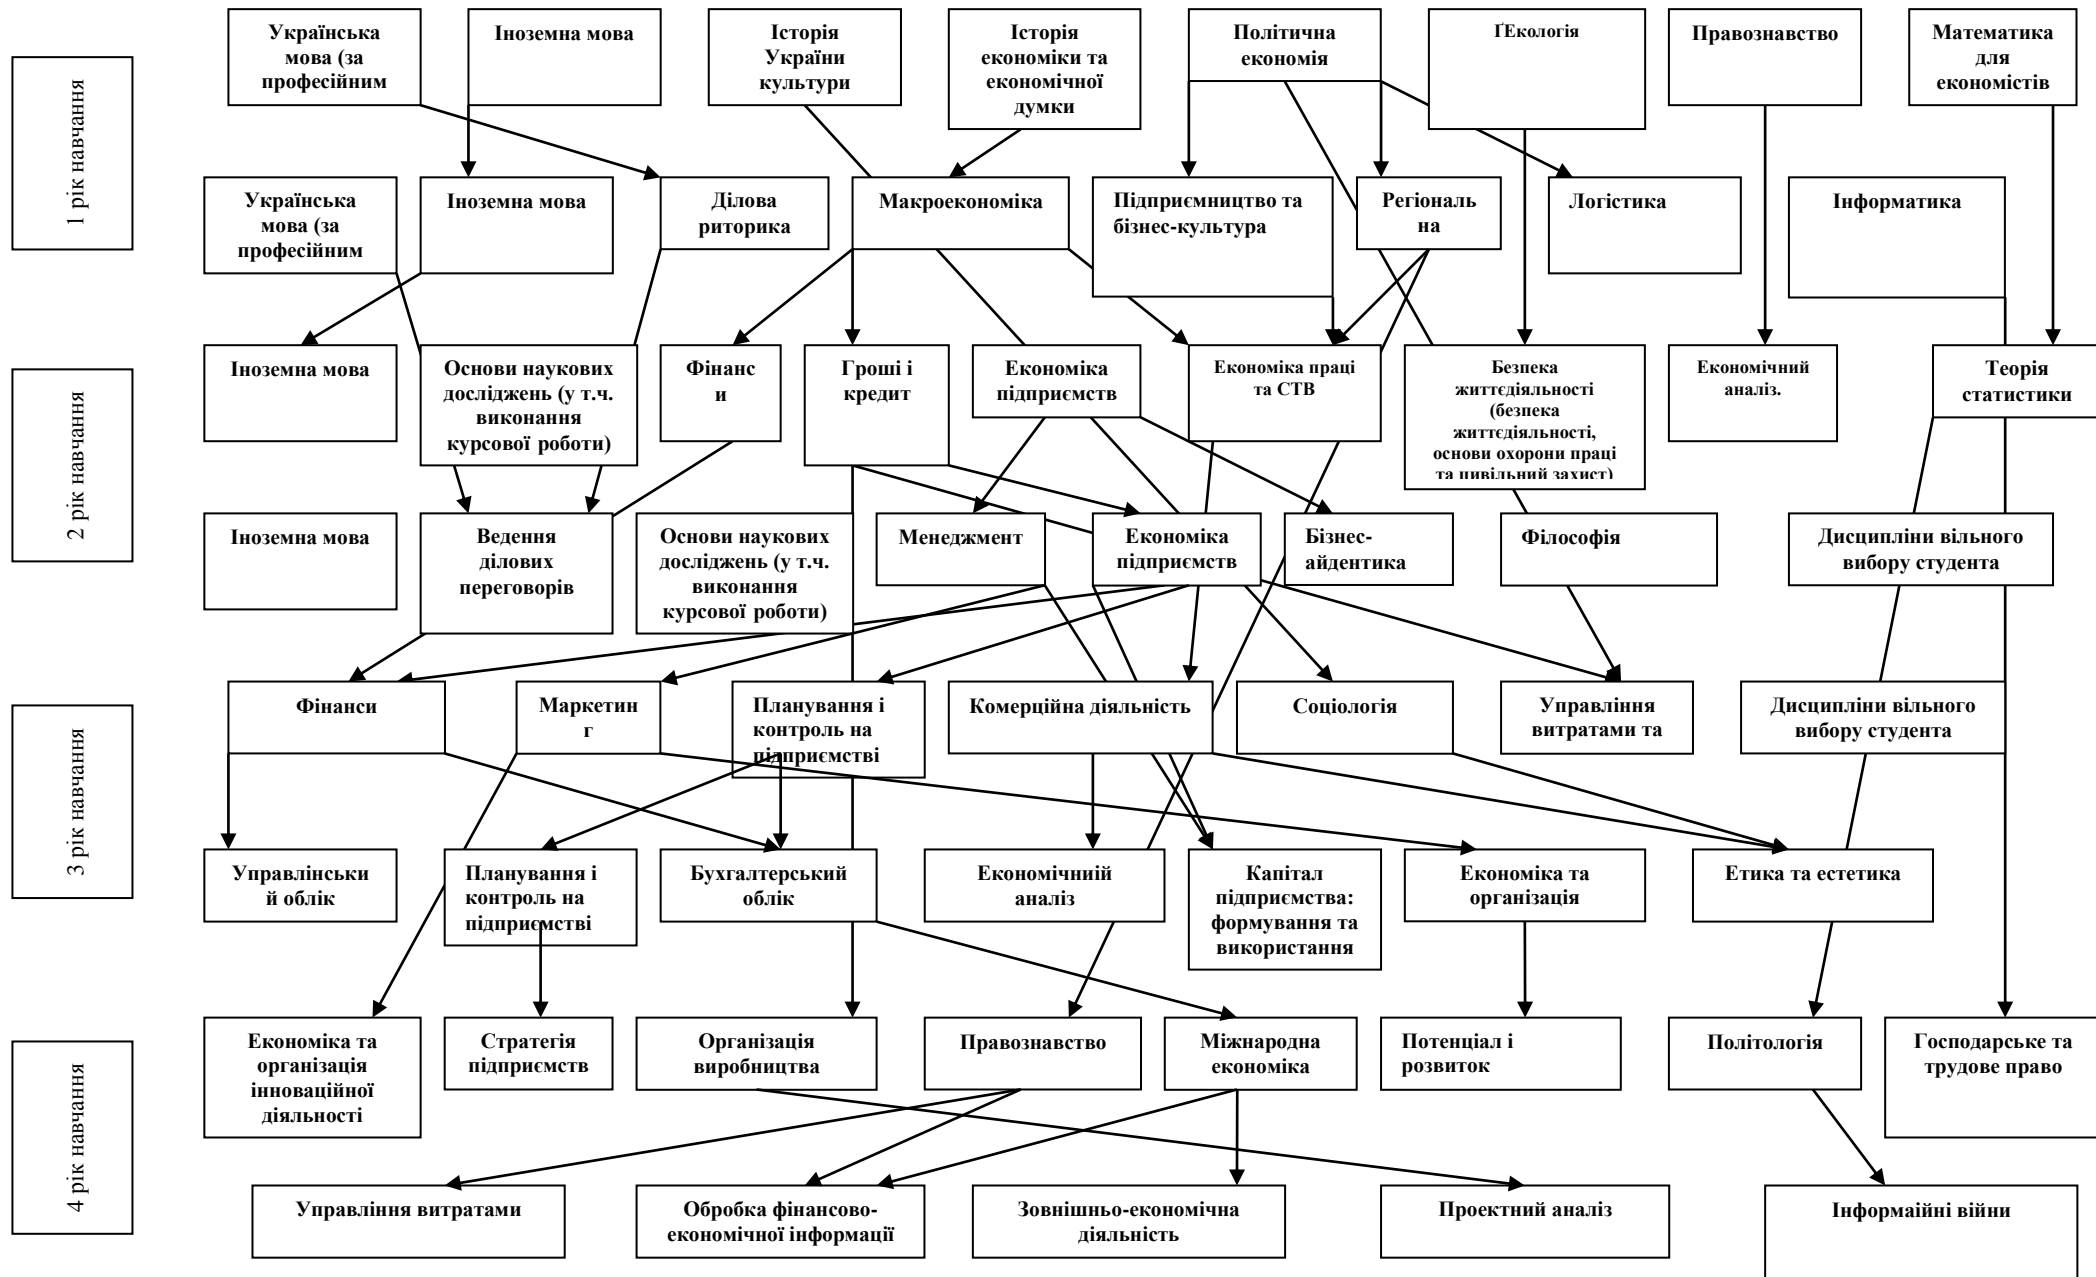 1 рік навчання
Українська
мова (за
професійним
Іноземна мова
Історія
України
культури
Історія
економіки та
економічної
думки
Політична
економія
ҐЕкологія
Правознавство
Математика
для
економістів
Українська
мова (за
професійним
Іноземна мова
Ділова
риторика
Макроекономіка
Підприємництво та
бізнес-культура
Регіональ
на
Логістика
Інформатика
2 рік навчання
Іноземна мова
Основи наукових
досліджень (у т.ч.
виконання
курсової роботи)
Фінанс
и
Гроші і
кредит
Економіка
підприємств
Економіка праці
та СТВ
Безпека
життєдіяльності
(безпека
життєдіяльності,
основи охорони праці
та цивільний захист)
Економічний
аналіз.
Теорія
статистики
Іноземна мова
Ведення
ділових
переговорів
Основи наукових
досліджень (у т.ч.
виконання
курсової роботи)
Менеджмент
Економіка
підприємств
Бізнес-
айдентика
Філософія
Дисципліни вільного
вибору студента
3 рік навчання
Фінанси
Маркетин
г
Планування і
контроль на
підприємстві
Комерційна діяльність
Соціологія
Управління
витратами та
Дисципліни вільного
вибору студента
Управлінськи
й облік
Планування і
контроль на
підприємстві
Бухгалтерський
облік
Економічниій
аналіз
Капітал
підприємства:
формування та
використання
Економіка та
організація
Етика та естетика
4 рік навчання
Економіка та
організація
інноваційної
діяльності
Стратегія
підприємств
Організація
виробництва
Правознавство
Міжнародна
економіка
Потенціал і
розвиток
Політологія
Господарське та
трудове право
Управління витратами
Обробка фінансово-
економічної інформації
Зовнішньо-економічна
діяльність
Проектний аналіз
Інформаійні війни